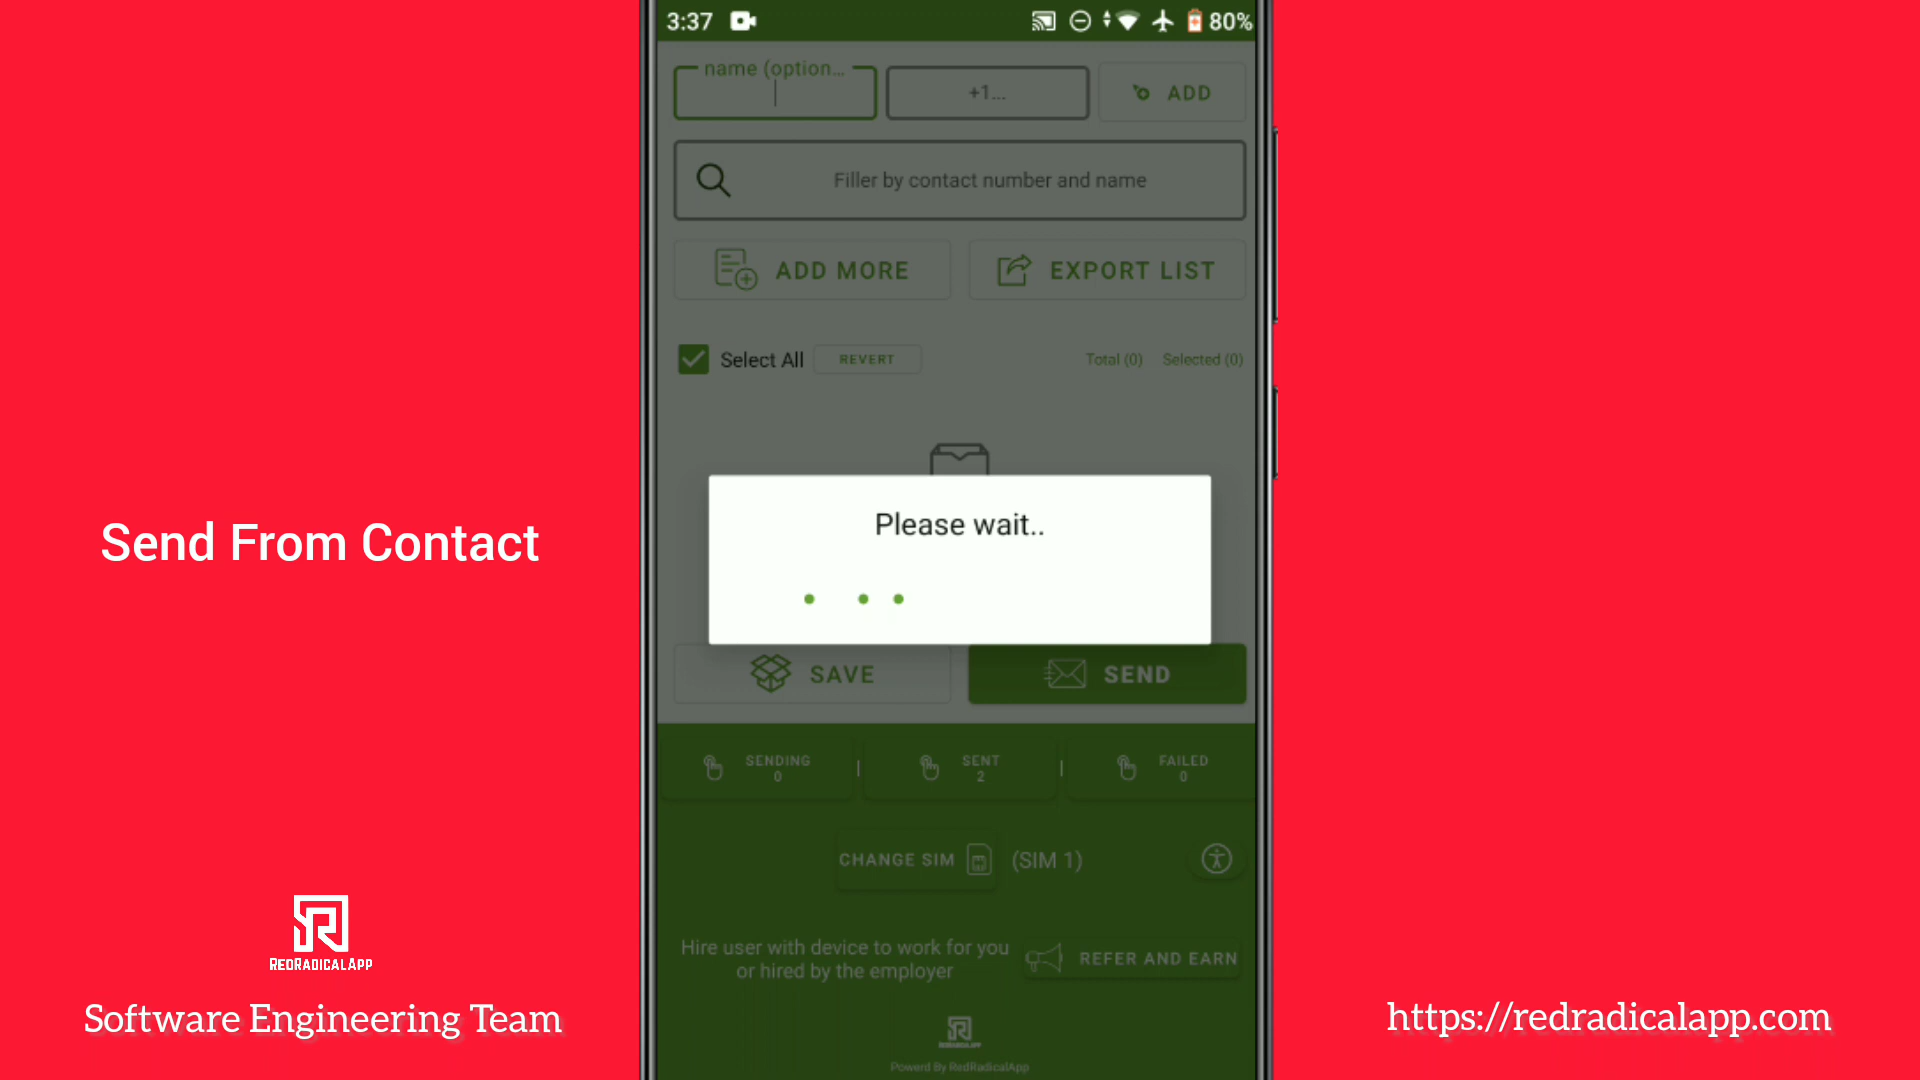 3:37
80%
name (option...
+1...
ADD
Filler by contact number and name
ADD MORE
EXPORT LIST
Select All
REVERT
Total (0)
Selected (0)
Please wait..
SAVE
SEND
SENDING
0
SENT
2
FAILED
0
CHANGE SIM
(SIM 1)
Hire user with device to work for you
or hired by the employer
REFER AND EARN
REDRADICALAPP
Powerd By RedRadicalApp
Send From Contact
REDRADICALAPP
Software Engineering Team
https://redradicalapp.com